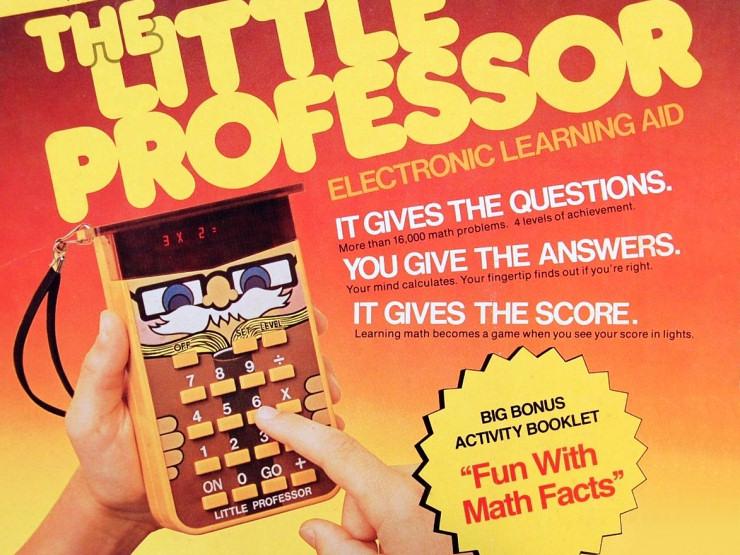 THE
LITTLE
PROFESSOR
ELECTRONIC LEARNING AID
IT GIVES THE QUESTIONS.
More than 16,000 math problems. 4 levels of achievement.
YOU GIVE THE ANSWERS.
Your mind calculates. Your fingertip finds out if you're right.
IT GIVES THE SCORE.
Learning math becomes a game when you see your score in lights.
3 X 2 =
OFF SET LEVEL
7 8 9 ÷
4 5 6 X
1 2 3
ON 0 GO +
LITTLE PROFESSOR
BIG BONUS
ACTIVITY BOOKLET
“Fun With
Math Facts”